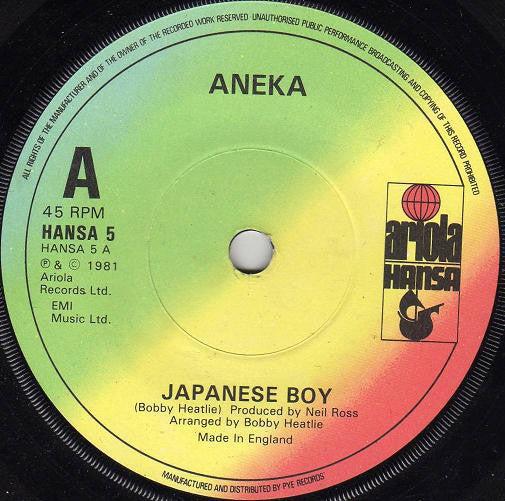 ALL RIGHTS OF THE MANUFACTURER AND OF THE OWNER OF THE RECORDED WORK RESERVED · UNAUTHORISED PUBLIC PERFORMANCE BROADCASTING AND COPYING OF THIS RECORD PROHIBITED
ANEKA
A
45 RPM
HANSA 5
HANSA 5 A
Ⓟ & © 1981
Ariola
Records Ltd.
EMI
Music Ltd.
ariola
HANSA
JAPANESE BOY
(Bobby Heatlie) Produced by Neil Ross
Arranged by Bobby Heatlie
Made In England
MANUFACTURED AND DISTRIBUTED BY PYE RECORDS